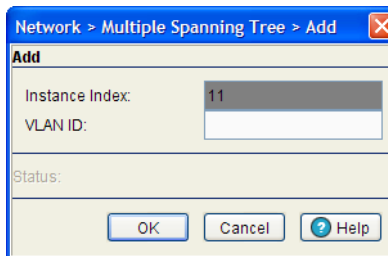 Network > Multiple Spanning Tree > Add
Add
Instance Index: 11
VLAN ID:
Status:
OK Cancel Help